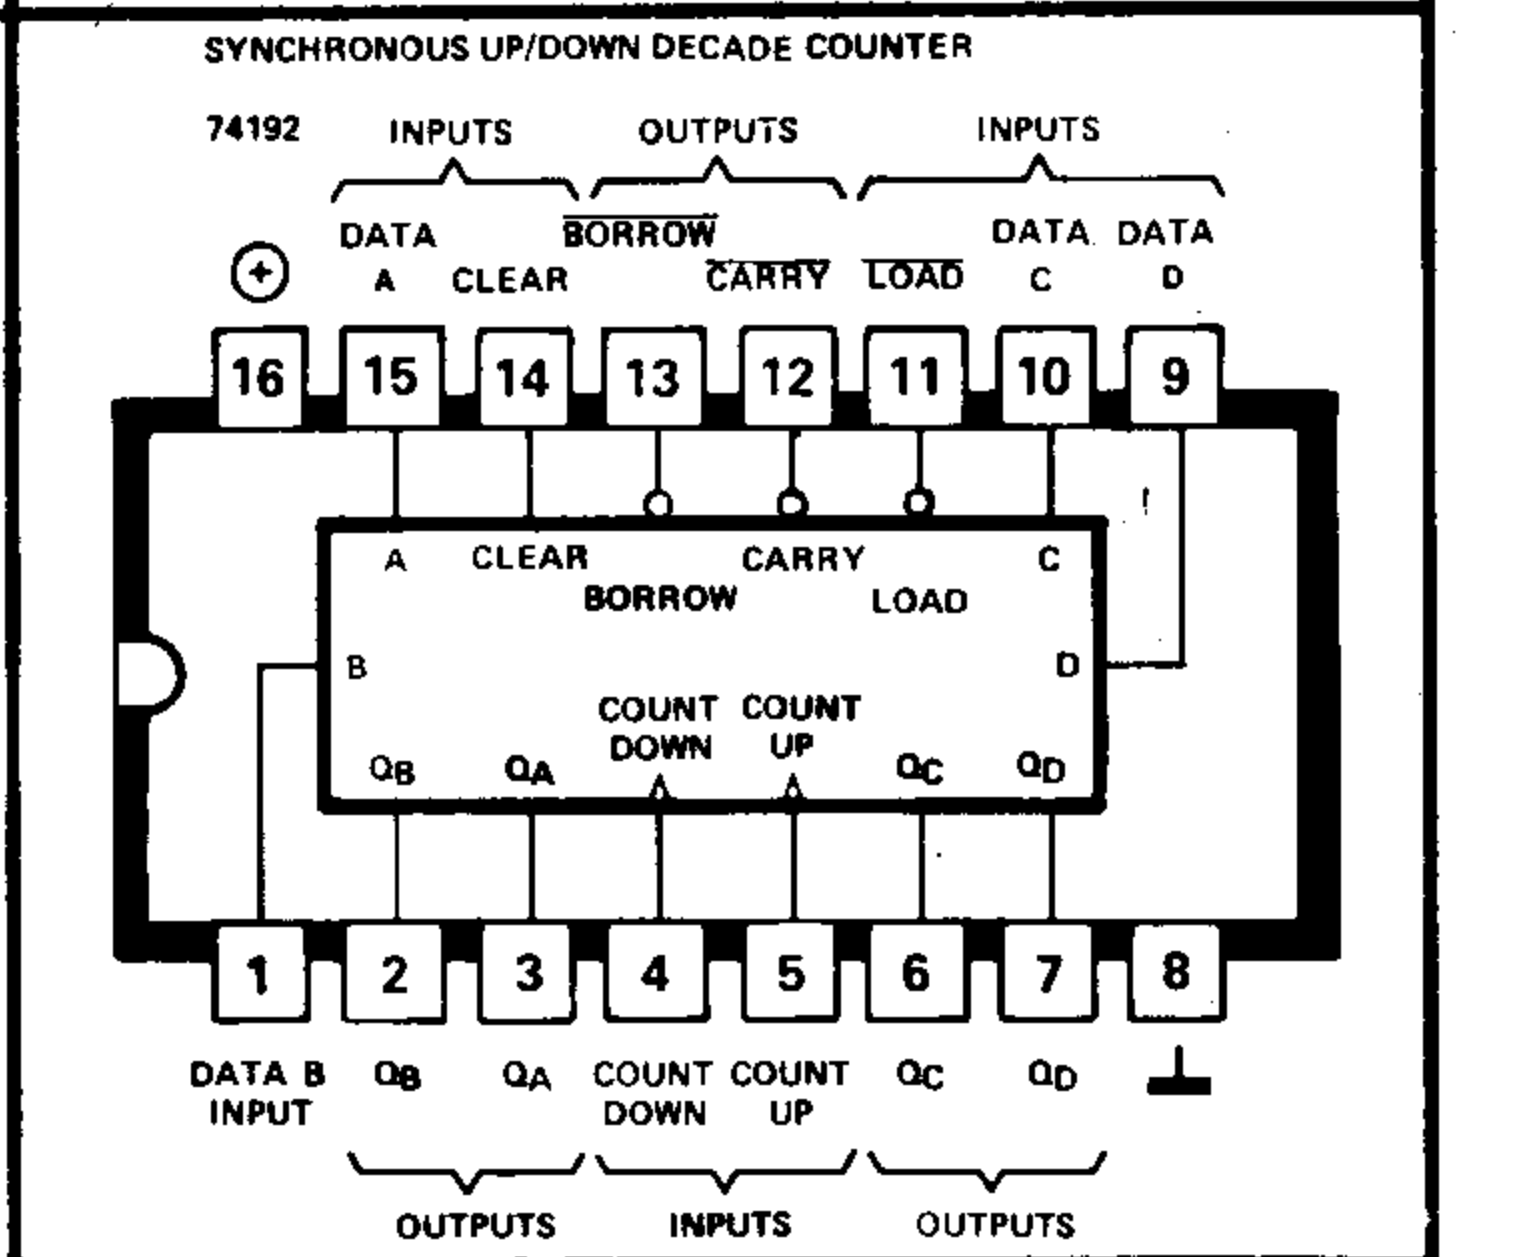 SYNCHRONOUS UP/DOWN DECADE COUNTER
74192 INPUTS OUTPUTS INPUTS
DATA BORROW DATA DATA
A CLEAR CARRY LOAD C D
16 15 14 13 12 11 10 9
A CLEAR CARRY C
BORROW LOAD
B D
COUNT COUNT
DOWN UP
QB QA QC QD
1 2 3 4 5 6 7 8
DATA B QB QA COUNT COUNT QC QD
INPUT DOWN UP
OUTPUTS INPUTS OUTPUTS